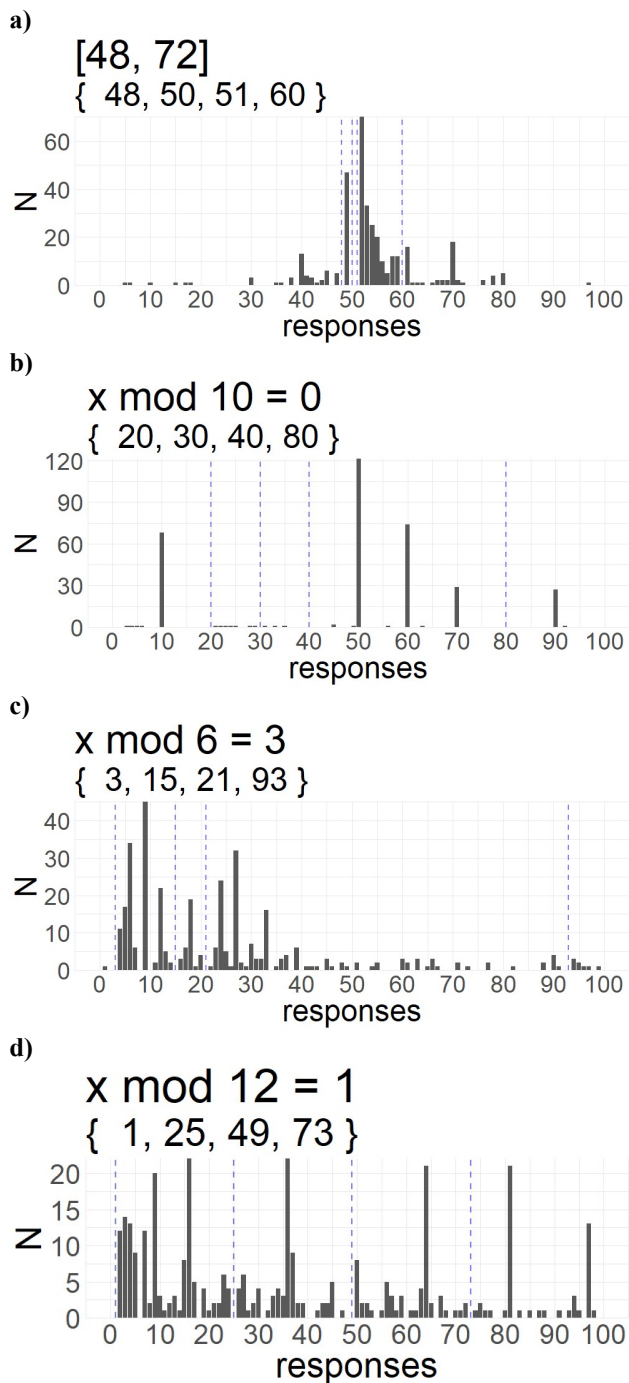 a)
[48, 72]
{ 48, 50, 51, 60 }
60
40
20
0
N
0 10 20 30 40 50 60 70 80 90 100
responses
b)
x mod 10 = 0
{ 20, 30, 40, 80 }
120
90
60
30
0
N
0 10 20 30 40 50 60 70 80 90 100
responses
c)
x mod 6 = 3
{ 3, 15, 21, 93 }
40
30
20
10
0
N
0 10 20 30 40 50 60 70 80 90 100
responses
d)
x mod 12 = 1
{ 1, 25, 49, 73 }
20
15
10
5
0
N
0 10 20 30 40 50 60 70 80 90 100
responses